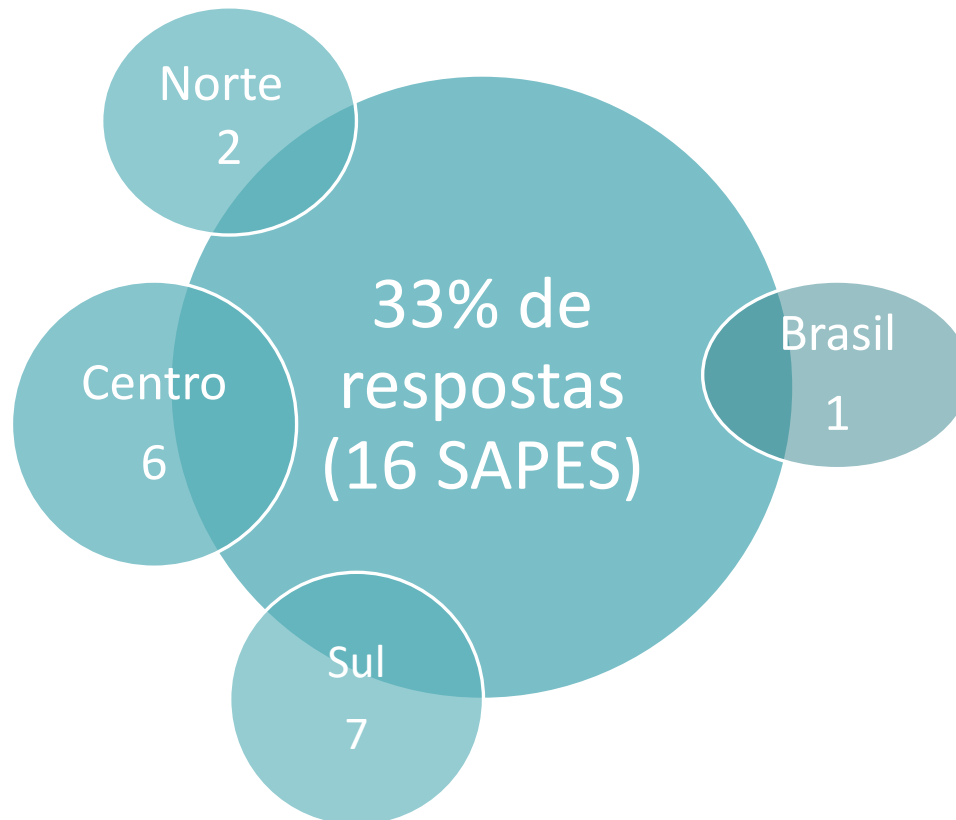 Norte
2
33% de
respostas
(16 SAPES)
Brasil
1
Centro
6
Sul
7